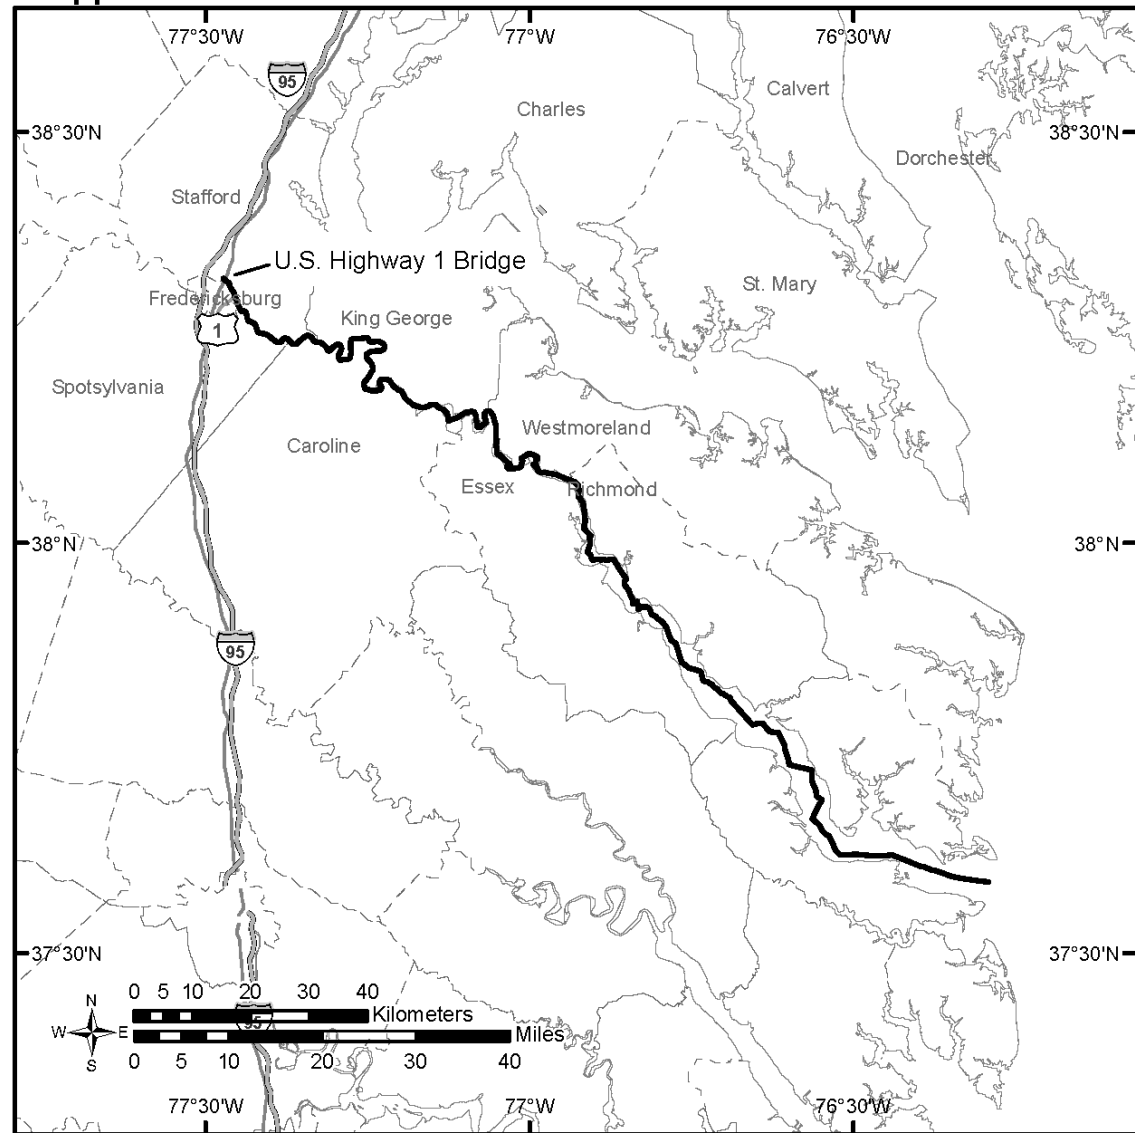 77°30'W 77°W 76°30'W
95
Calvert
Charles
38°30'N 38°30'N
Dorchester
Stafford
U.S. Highway 1 Bridge
St. Mary
Fredericksburg
King George
1
Spotsylvania
Westmoreland
Caroline
Essex Richmond
38°N 38°N
95
37°30'N 37°30'N
0 5 10 20 30 40
Kilometers
N
W E
S
95
Miles
0 5 10 20 30 40
77°30'W 77°W 76°30'W